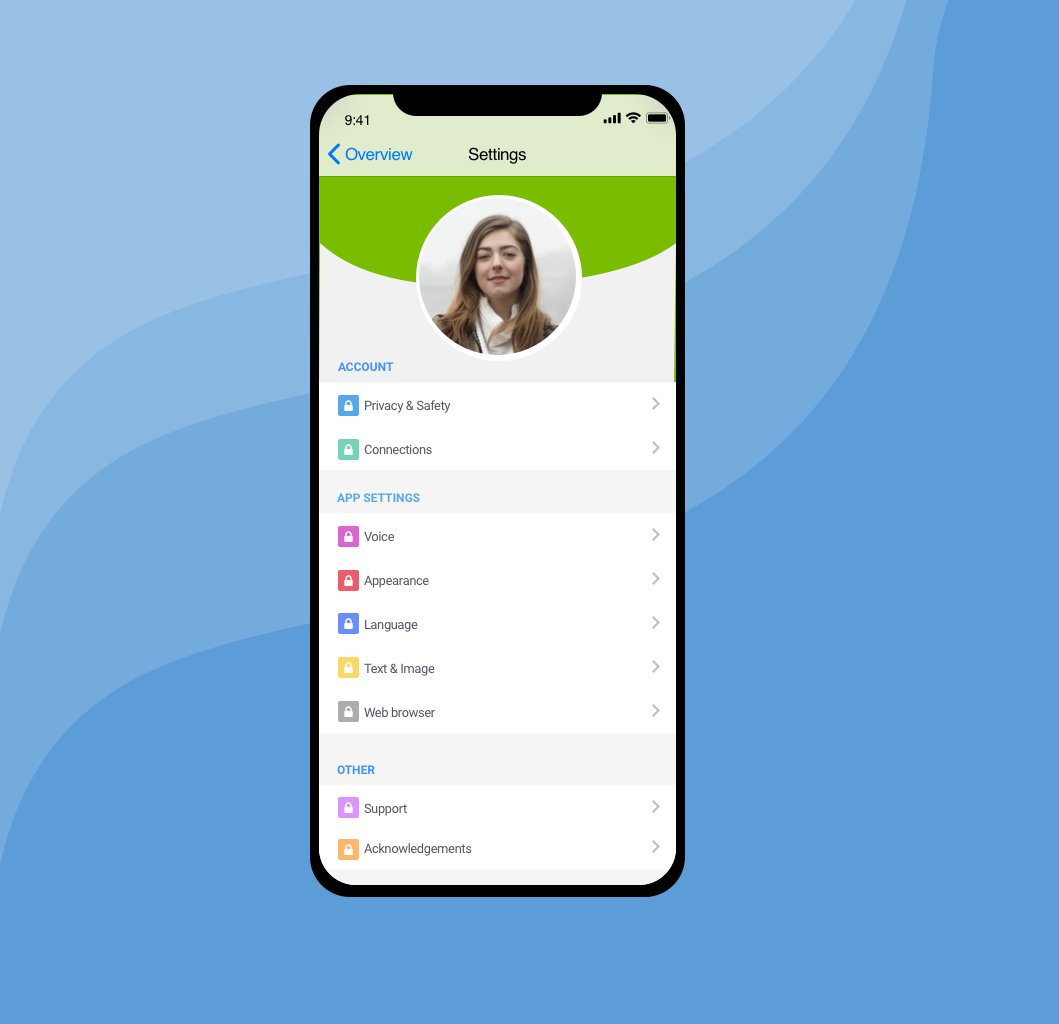 9:41
Overview
Settings
ACCOUNT
Privacy & Safety
Connections
APP SETTINGS
Voice
Appearance
Language
Text & Image
Web browser
OTHER
Support
Acknowledgements